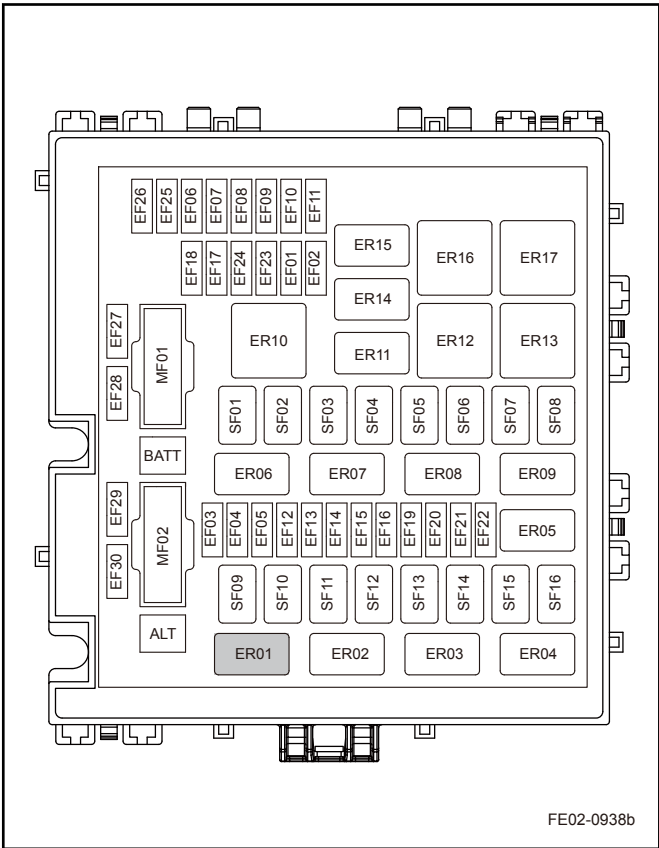 EF26 EF25 EF06 EF07 EF08 EF09 EF10 EF11
ER15 ER16 ER17
EF18 EF17 EF24 EF23 EF01 EF02
ER14
EF27 MF01 ER10 ER11 ER12 ER13
EF28
SF01 SF02 SF03 SF04 SF05 SF06 SF07 SF08
BATT
ER06 ER07 ER08 ER09
EF29 MF02
EF03 EF04 EF05 EF12 EF13 EF14 EF15 EF16 EF19 EF20 EF21 EF22 ER05
EF30
SF09 SF10 SF11 SF12 SF13 SF14 SF15 SF16
ALT
ER01 ER02 ER03 ER04
FE02-0938b